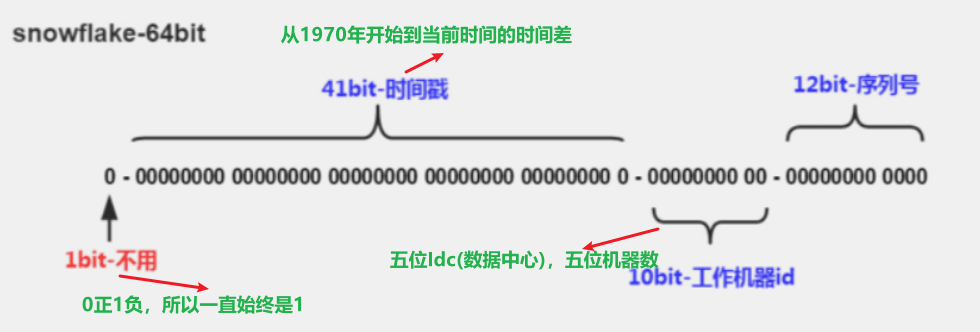 snowflake-64bit
从1970年开始到当前时间的时间差
41bit-时间戳
12bit-序列号
0 - 00000000 00000000 00000000 00000000 00000000 0 - 00000000 00 - 00000000 0000
1bit-不用
五位Idc(数据中心)，五位机器数
10bit-工作机器id
0正1负，所以一直始终是1